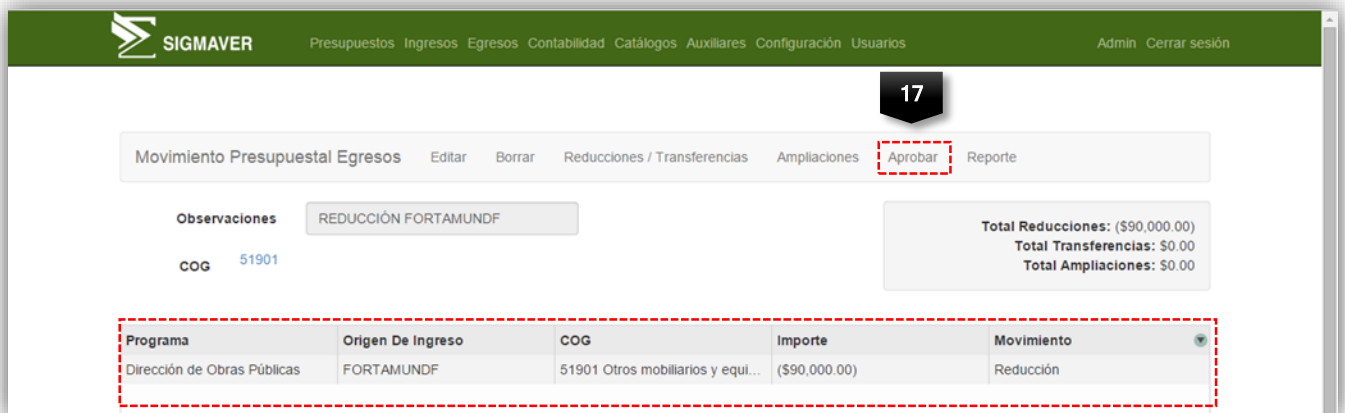 SIGMAVER Presupuestos Ingresos Egresos Contabilidad Catálogos Auxiliares Configuración Usuarios Admin Cerrar sesión
17
Movimiento Presupuestal Egresos Editar Borrar Reducciones / Transferencias Ampliaciones Aprobar Reporte
Observaciones REDUCCIÓN FORTAMUNDF
COG 51901
Total Reducciones: ($90,000.00)
Total Transferencias: $0.00
Total Ampliaciones: $0.00
Programa Origen De Ingreso COG Importe Movimiento
Dirección de Obras Públicas FORTAMUNDF 51901 Otros mobiliarios y equi... ($90,000.00) Reducción